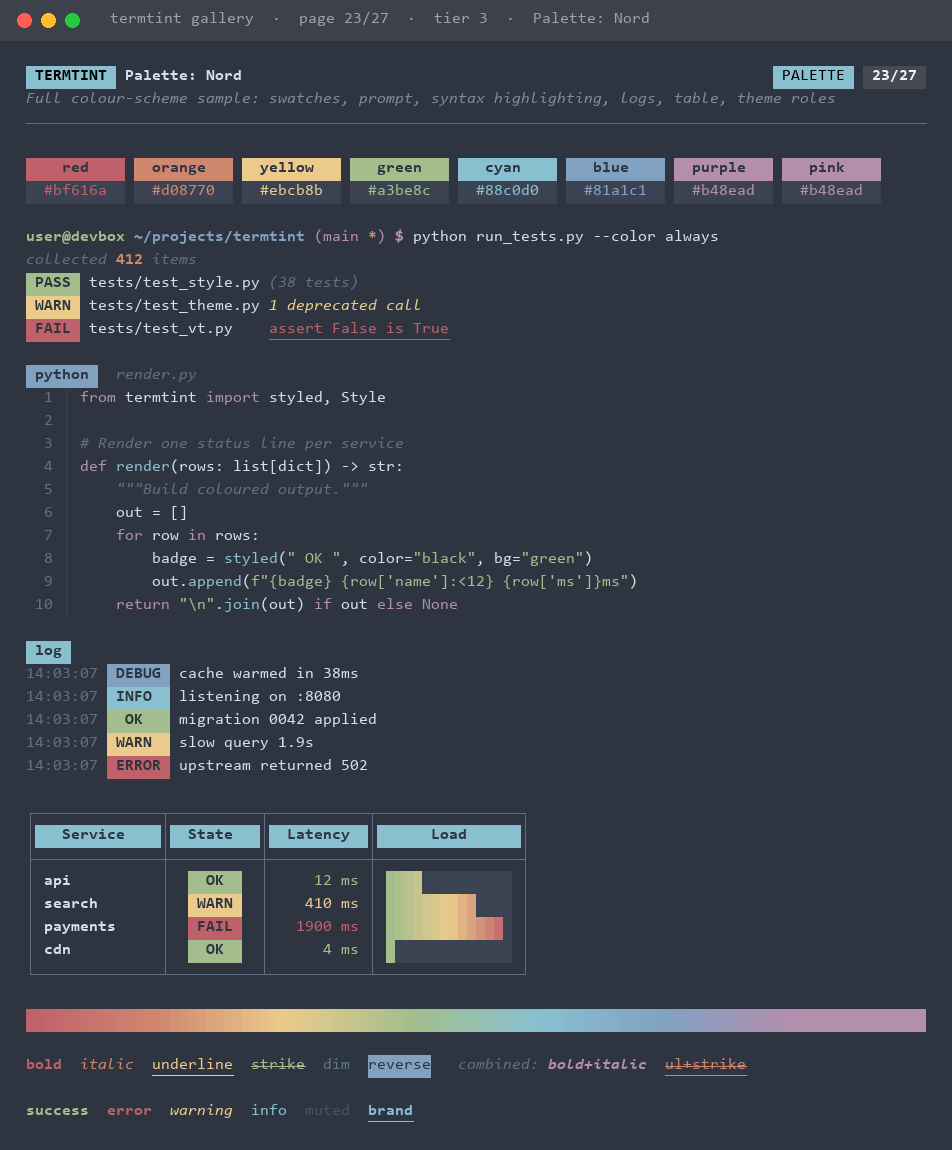 termtint gallery · page 23/27 · tier 3 · Palette: Nord
TERMTINT Palette: Nord PALETTE 23/27
Full colour-scheme sample: swatches, prompt, syntax highlighting, logs, table, theme roles
red orange yellow green cyan blue purple pink
#bf616a #d08770 #ebcb8b #a3be8c #88c0d0 #81a1c1 #b48ead #b48ead
user@devbox ~/projects/termtint (main *) $ python run_tests.py --color always
collected 412 items
PASS tests/test_style.py (38 tests)
WARN tests/test_theme.py 1 deprecated call
FAIL tests/test_vt.py assert False is True
python render.py
1 from termtint import styled, Style
2
3 # Render one status line per service
4 def render(rows: list[dict]) -> str:
5 """Build coloured output."""
6 out = []
7 for row in rows:
8 badge = styled(" OK ", color="black", bg="green")
9 out.append(f"{badge} {row['name']:<12} {row['ms']}ms")
10 return "\n".join(out) if out else None
log
14:03:07 DEBUG cache warmed in 38ms
14:03:07 INFO listening on :8080
14:03:07 OK migration 0042 applied
14:03:07 WARN slow query 1.9s
14:03:07 ERROR upstream returned 502
Service State Latency Load
api OK 12 ms
search WARN 410 ms
payments FAIL 1900 ms
cdn OK 4 ms
bold italic underline strike dim reverse combined: bold+italic ul+strike
success error warning info muted brand